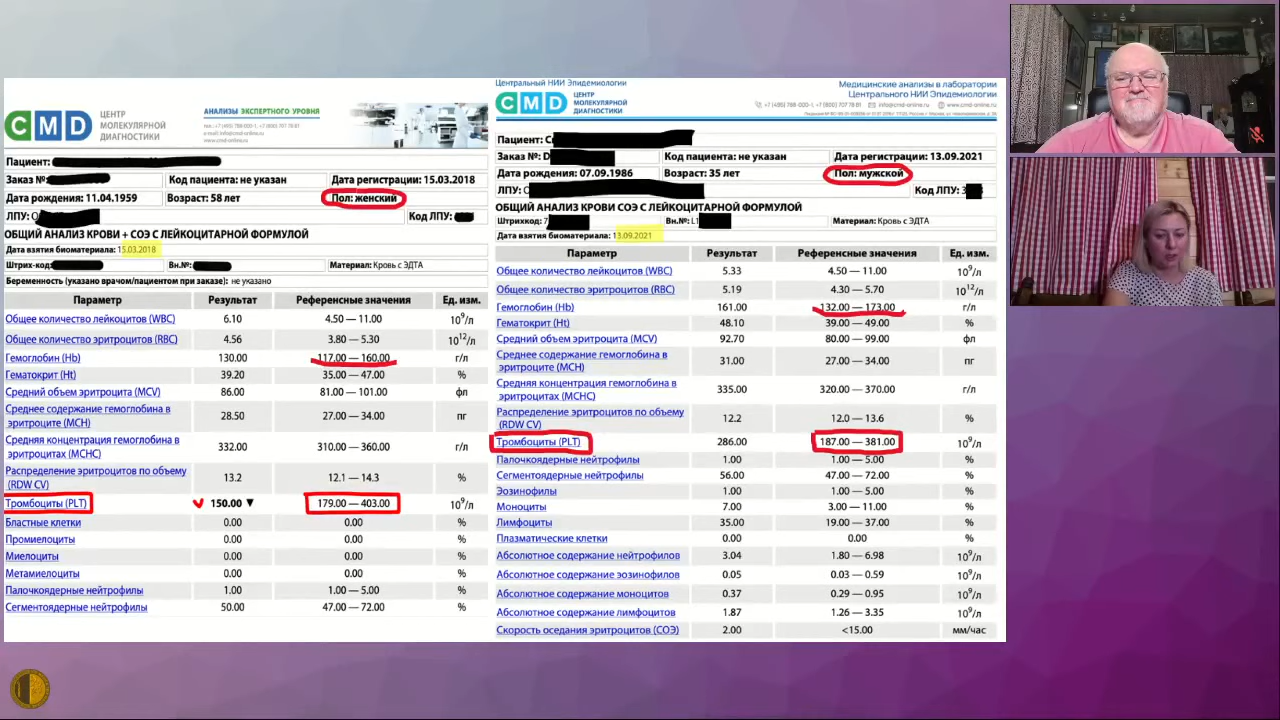 CMD
ЦЕНТР
МОЛЕКУЛЯРНОЙ
ДИАГНОСТИКИ
АНАЛИЗЫ ЭКСПЕРТНОГО УРОВНЯ
Пациент:
Заказ №: Код пациента: не указан Дата регистрации: 15.03.2018
Дата рождения: 11.04.1959 Возраст: 58 лет Пол: женский
ЛПУ: Код ЛПУ:
ОБЩИЙ АНАЛИЗ КРОВИ + СОЭ С ЛЕЙКОЦИТАРНОЙ ФОРМУЛОЙ
Дата взятия биоматериала: 15.03.2018
Штрих-код: Вн.№: Материал: Кровь с ЭДТА
Беременность (указано врачом/пациентом при заказе): не указано
Параметр Результат Референсные значения Ед. изм.
Общее количество лейкоцитов (WBC) 6.10 4.50 — 11.00 10⁹/л
Общее количество эритроцитов (RBC) 4.56 3.80 — 5.30 10¹²/л
Гемоглобин (Hb) 130.00 117.00 — 160.00 г/л
Гематокрит (Ht) 39.20 35.00 — 47.00 %
Средний объем эритроцита (MCV) 86.00 81.00 — 101.00 фл
Среднее содержание гемоглобина в
эритроците (MCH) 28.50 27.00 — 34.00 пг
Средняя концентрация гемоглобина в
эритроцитах (MCHC) 332.00 310.00 — 360.00 г/л
Распределение эритроцитов по объему
(RDW CV) 13.2 12.1 — 14.3 %
Тромбоциты (PLT) 150.00 ▼ 179.00 — 403.00 10⁹/л
Бластные клетки 0.00 0.00 %
Промиелоциты 0.00 0.00 %
Миелоциты 0.00 0.00 %
Метамиелоциты 0.00 0.00 %
Палочкоядерные нейтрофилы 1.00 1.00 — 5.00 %
Сегментоядерные нейтрофилы 50.00 47.00 — 72.00 %
Центральный НИИ Эпидемиологии
CMD
ЦЕНТР
МОЛЕКУЛЯРНОЙ
ДИАГНОСТИКИ
Медицинские анализы в лаборатории
Центрального НИИ Эпидемиологии
Пациент: С
Заказ №: D Код пациента: не указан Дата регистрации: 13.09.2021
Дата рождения: 07.09.1986 Возраст: 35 лет Пол: мужской
ЛПУ: Код ЛПУ: 3
ОБЩИЙ АНАЛИЗ КРОВИ СОЭ С ЛЕЙКОЦИТАРНОЙ ФОРМУЛОЙ
Штрихкод: 7 Вн.№: L1 Материал: Кровь с ЭДТА
Дата взятия биоматериала: 13.09.2021
Параметр Результат Референсные значения Ед. изм.
Общее количество лейкоцитов (WBC) 5.33 4.50 — 11.00 10⁹/л
Общее количество эритроцитов (RBC) 5.19 4.30 — 5.70 10¹²/л
Гемоглобин (Hb) 161.00 132.00 — 173.00 г/л
Гематокрит (Ht) 48.10 39.00 — 49.00 %
Средний объем эритроцита (MCV) 92.70 80.00 — 99.00 фл
Среднее содержание гемоглобина в
эритроците (MCH) 31.00 27.00 — 34.00 пг
Средняя концентрация гемоглобина в
эритроцитах (MCHC) 335.00 320.00 — 370.00 г/л
Распределение эритроцитов по объему
(RDW CV) 12.2 12.0 — 13.6 %
Тромбоциты (PLT) 286.00 187.00 — 381.00 10⁹/л
Палочкоядерные нейтрофилы 1.00 1.00 — 5.00 %
Сегментоядерные нейтрофилы 56.00 47.00 — 72.00 %
Эозинофилы 1.00 1.00 — 5.00 %
Моноциты 7.00 3.00 — 11.00 %
Лимфоциты 35.00 19.00 — 37.00 %
Плазматические клетки 0.00 0.00 %
Абсолютное содержание нейтрофилов 3.04 1.80 — 6.98 10⁹/л
Абсолютное содержание эозинофилов 0.05 0.03 — 0.59 10⁹/л
Абсолютное содержание моноцитов 0.37 0.29 — 0.95 10⁹/л
Абсолютное содержание лимфоцитов 1.87 1.26 — 3.35 10⁹/л
Скорость оседания эритроцитов (СОЭ) 2.00 <15.00 мм/час